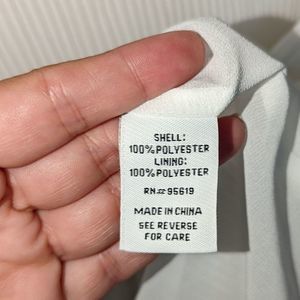 SHELL:
100% POLYESTER
LINING:
100% POLYESTER
RN# 95619
MADE IN CHINA
SEE REVERSE
FOR CARE